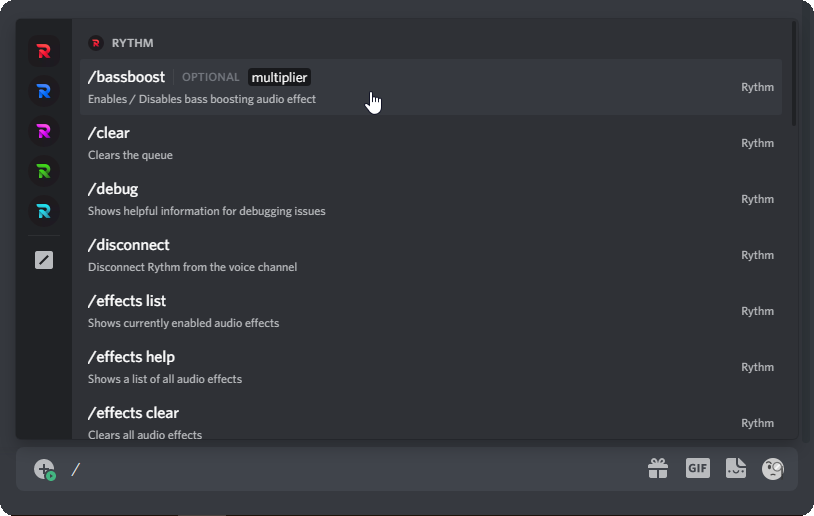 RYTHM
/bassboost OPTIONAL multiplier
Enables / Disables bass boosting audio effect
Rythm
/clear
Clears the queue
Rythm
/debug
Shows helpful information for debugging issues
Rythm
/disconnect
Disconnect Rythm from the voice channel
Rythm
/effects list
Shows currently enabled audio effects
Rythm
/effects help
Shows a list of all audio effects
Rythm
/effects clear
Clears all audio effects
Rythm
/
GIF